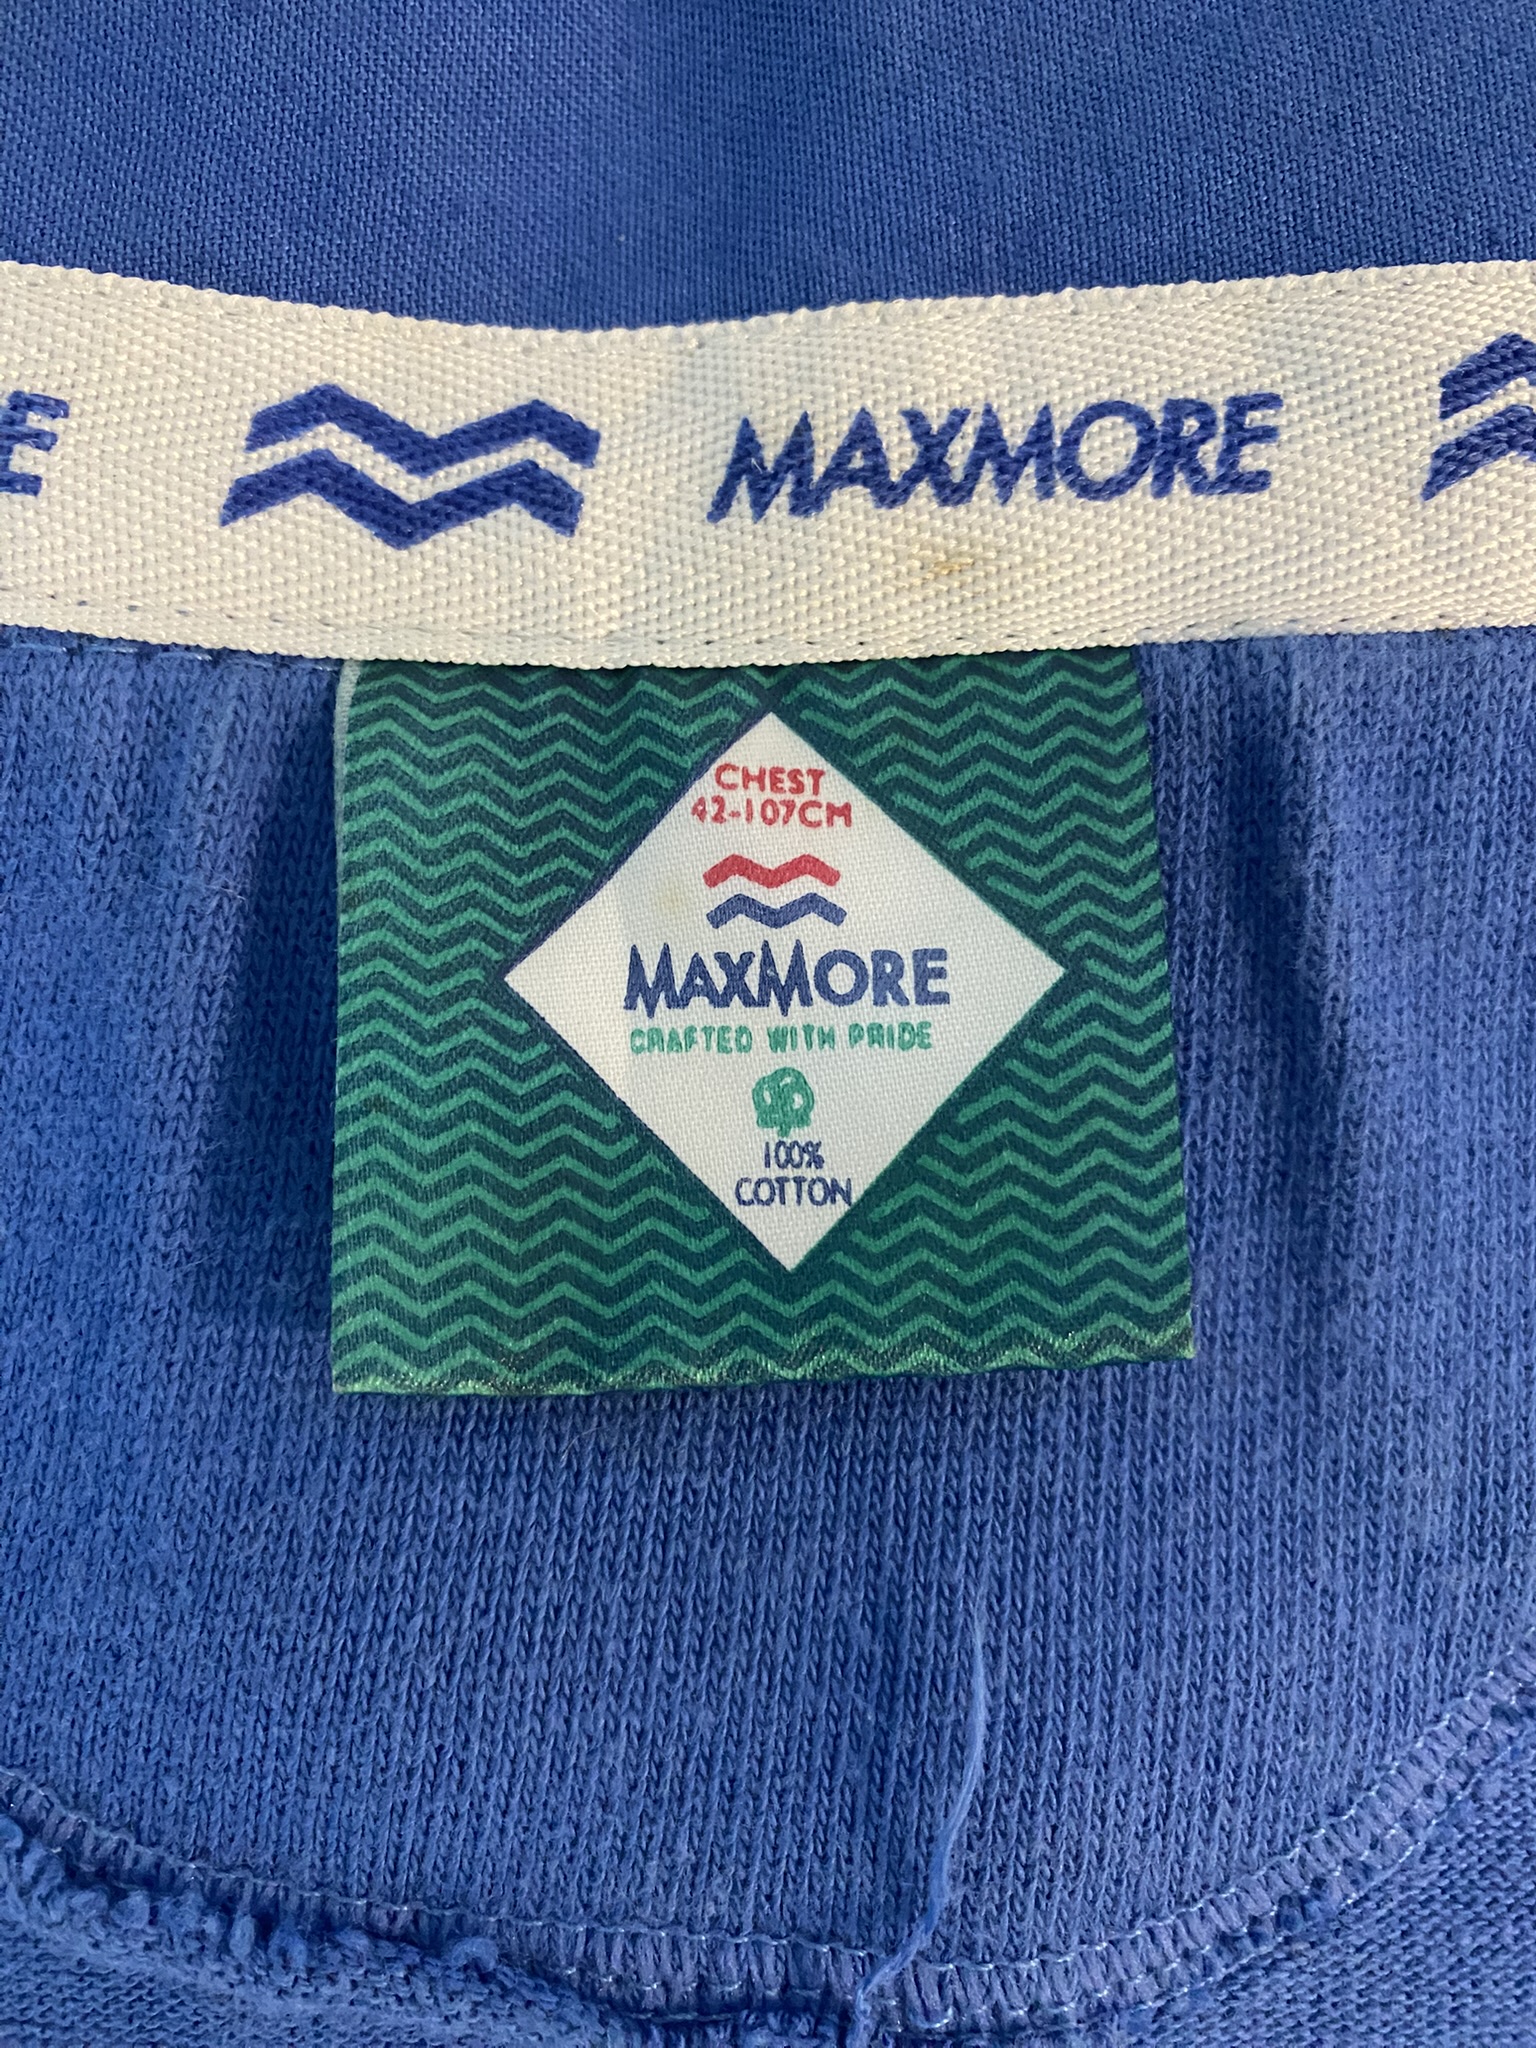 E
MAXMORE
CHEST
42-107CM
MAXMORE
CRAFTED WITH PRIDE
100%
COTTON